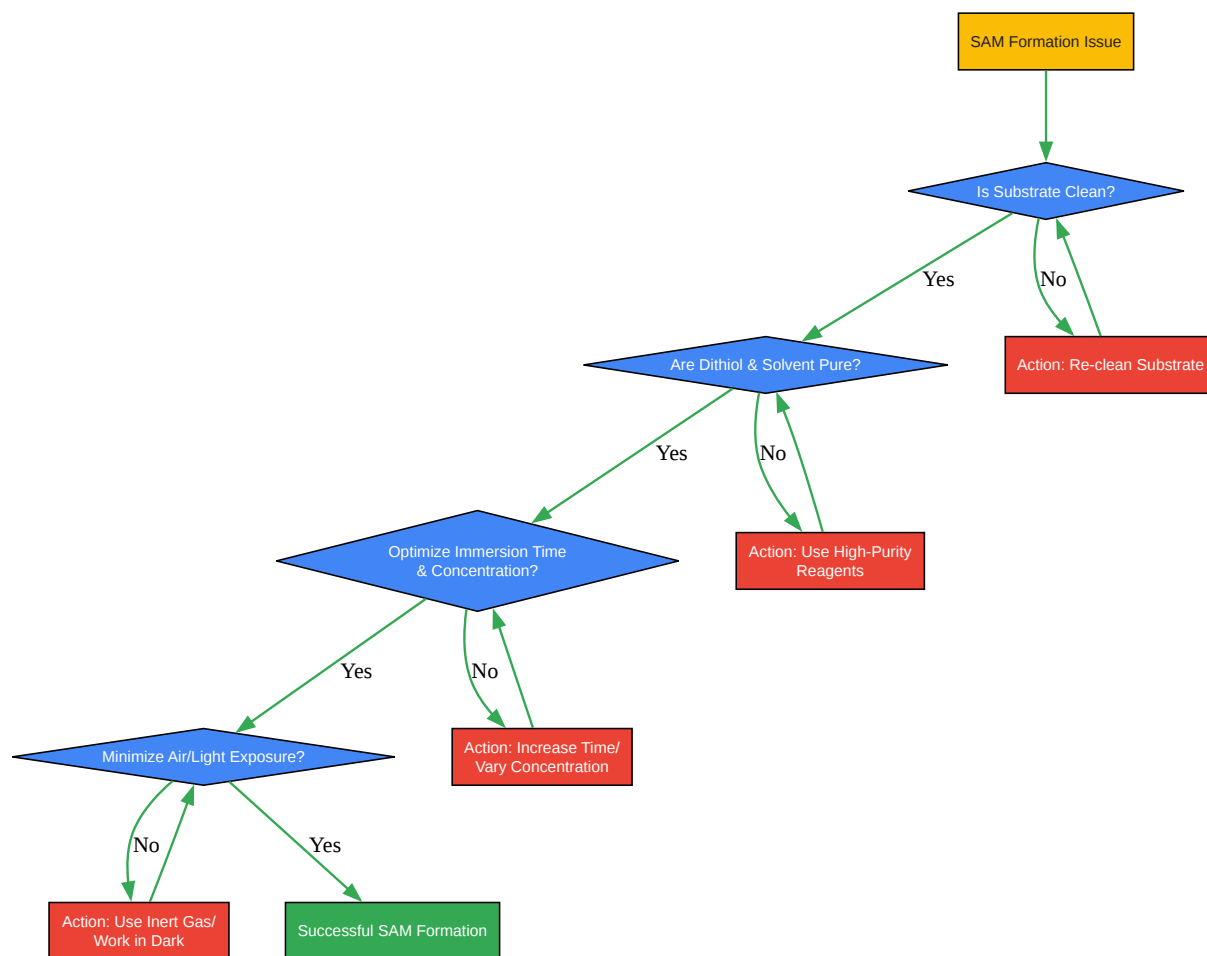 SAM Formation Issue
Is Substrate Clean?
Yes
No
Are Dithiol & Solvent Pure?
Action: Re-clean Substrate
Yes
No
Optimize Immersion Time
& Concentration?
Action: Use High-Purity
Reagents
Yes
No
Minimize Air/Light Exposure?
Action: Increase Time/
Vary Concentration
No
Yes
Action: Use Inert Gas/
Work in Dark
Successful SAM Formation